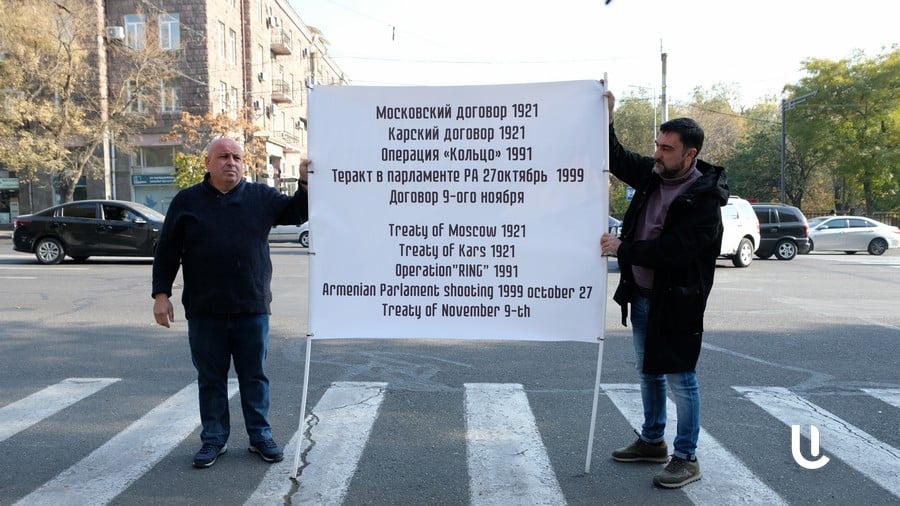 Московский договор 1921
Карский договор 1921
Операция «Кольцо» 1991
Теракт в парламенте РА 27октябрь 1999
Договор 9-ого ноября
Treaty of Moscow 1921
Treaty of Kars 1921
Operation"RING" 1991
Armenian Parlament shooting 1999 october 27
Treaty of November 9-th